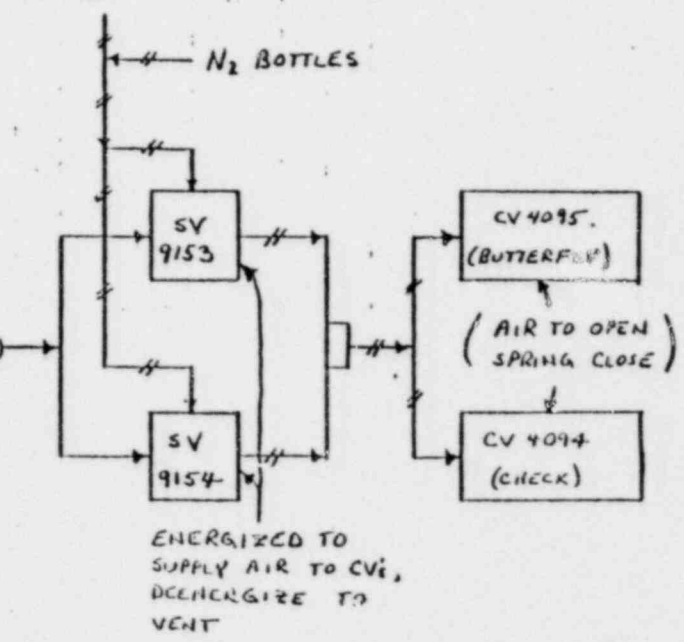 N₂ BOTTLES
SV
9153
CV 4095.
(BUTTERFLY)
(AIR TO OPEN
SPRING CLOSE)
SV
9154
CV 4094
(CHECK)
ENERGIZED TO
SUPPLY AIR TO CVs,
DEENERGIZE TO
VENT